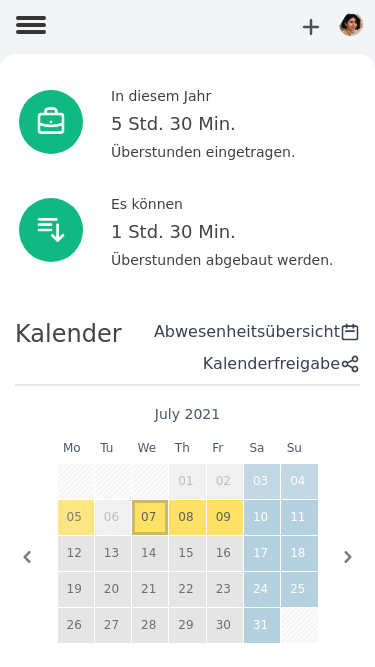 In diesem Jahr
5 Std. 30 Min.
Überstunden eingetragen.
Es können
1 Std. 30 Min.
Überstunden abgebaut werden.
Kalender
Abwesenheitsübersicht
Kalenderfreigabe
July 2021
Mo Tu We Th Fr Sa Su
01 02 03 04
05 06 07 08 09 10 11
12 13 14 15 16 17 18
19 20 21 22 23 24 25
26 27 28 29 30 31